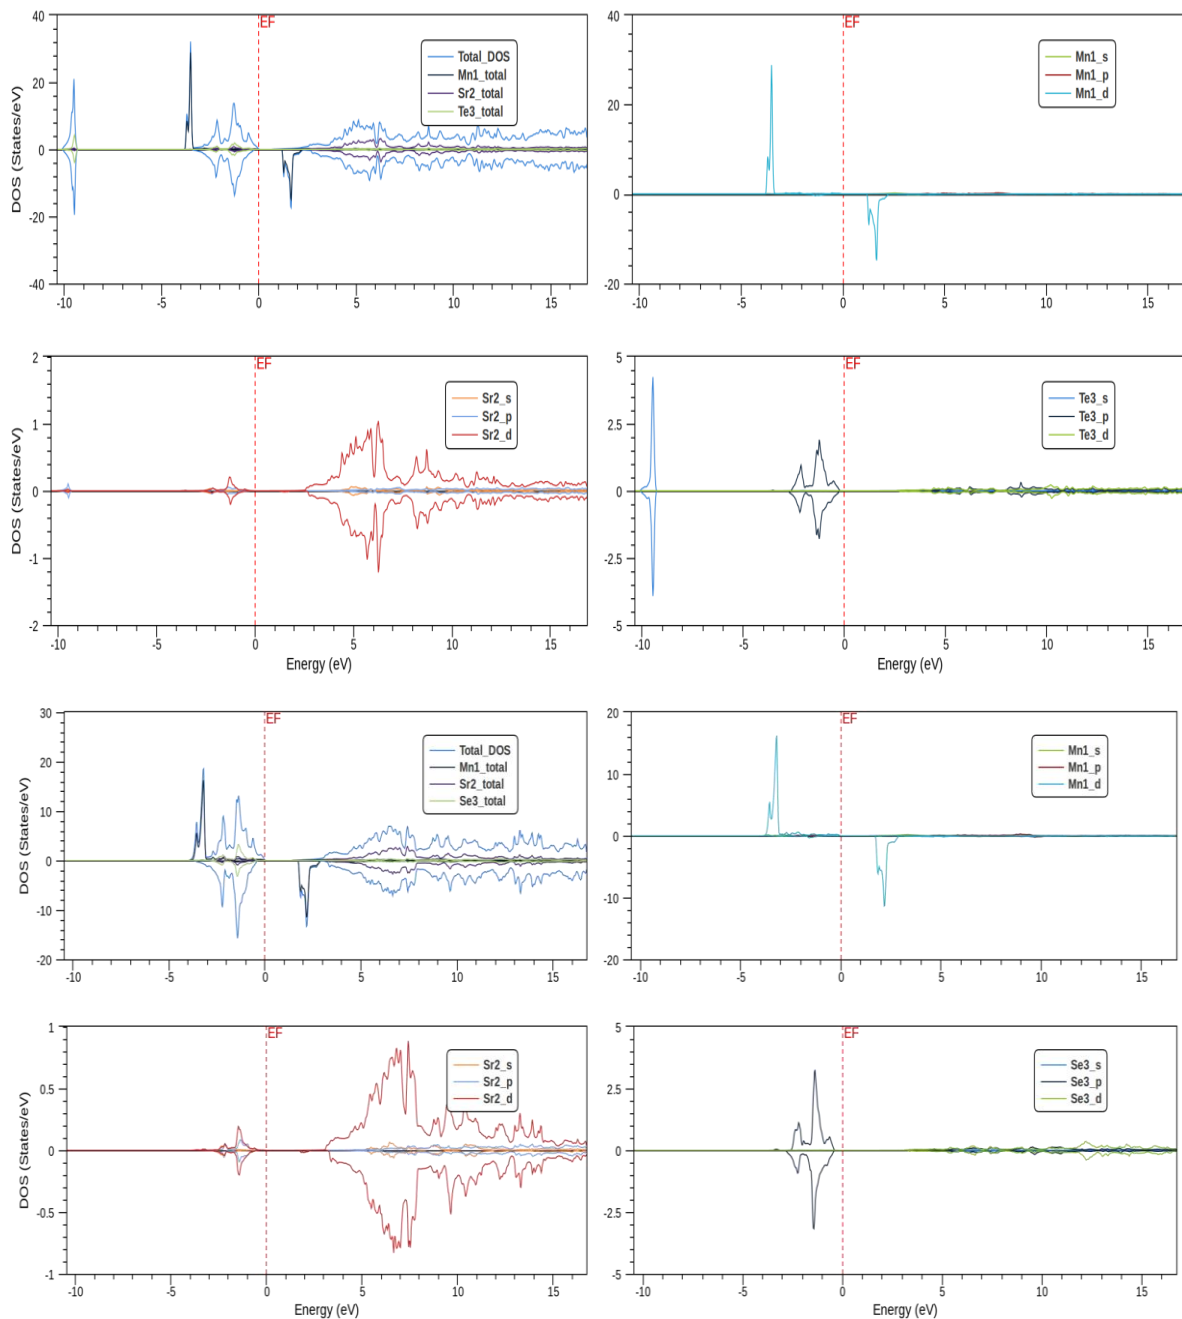 EF
40
20
0
-20
-40
DOS (States/eV)
Total_DOS
Mn1_total
Sr2_total
Te3_total
-10
-5
0
5
10
15
EF
40
20
0
-20
Mn1_s
Mn1_p
Mn1_d
-10
-5
0
5
10
15
EF
2
1
0
-1
-2
DOS (States/eV)
Sr2_s
Sr2_p
Sr2_d
-10
-5
0
5
10
15
Energy (eV)
EF
5
2.5
0
-2.5
-5
Te3_s
Te3_p
Te3_d
-10
-5
0
5
10
15
Energy (eV)
EF
30
20
10
0
-10
-20
DOS (States/eV)
Total_DOS
Mn1_total
Sr2_total
Se3_total
-10
-5
0
5
10
15
EF
20
10
0
-10
-20
Mn1_s
Mn1_p
Mn1_d
-10
-5
0
5
10
15
EF
1
0.5
0
-0.5
-1
DOS (States/eV)
Sr2_s
Sr2_p
Sr2_d
-10
-5
0
5
10
15
Energy (eV)
EF
5
2.5
0
-2.5
-5
Se3_s
Se3_p
Se3_d
-10
-5
0
5
10
15
Energy (eV)